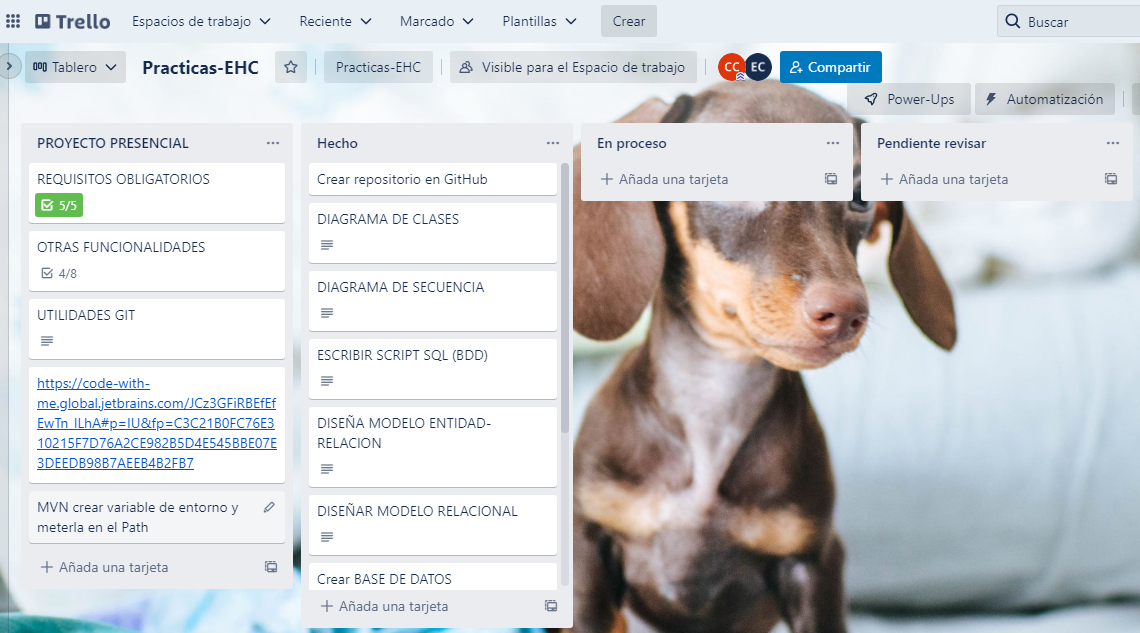 Trello Espacios de trabajo Reciente Marcado Plantillas Crear Buscar
Tablero Practicas-EHC Practicas-EHC Visible para el Espacio de trabajo CC EC Compartir
Power-Ups Automatización
PROYECTO PRESENCIAL
REQUISITOS OBLIGATORIOS
5/5
OTRAS FUNCIONALIDADES
4/8
UTILIDADES GIT
https://code-with-
me.global.jetbrains.com/JCz3GFiRBEfEf
EwTn_ILhA#p=IU&fp=C3C21B0FC76E3
10215F7D76A2CE982B5D4E545BBE07E
3DEEDB98B7AEEB4B2FB7
MVN crear variable de entorno y
meterla en el Path
Añada una tarjeta
Hecho
Crear repositorio en GitHub
DIAGRAMA DE CLASES
DIAGRAMA DE SECUENCIA
ESCRIBIR SCRIPT SQL (BDD)
DISEÑA MODELO ENTIDAD-
RELACION
DISEÑAR MODELO RELACIONAL
Crear BASE DE DATOS
Añada una tarjeta
En proceso
Añada una tarjeta
Pendiente revisar
Añada una tarjeta